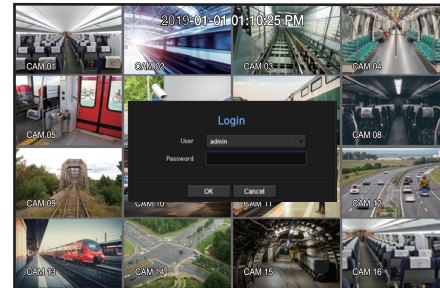 2019-01-01 01:10:25 PM
CAM 01
CAM 02
CAM 03
CAM 04
CAM 05
CAM 08
Login
User
admin
Password
OK
Cancel
CAM 09
CAM 10
CAM 11
CAM 12
CAM 13
CAM 14
CAM 15
CAM 16